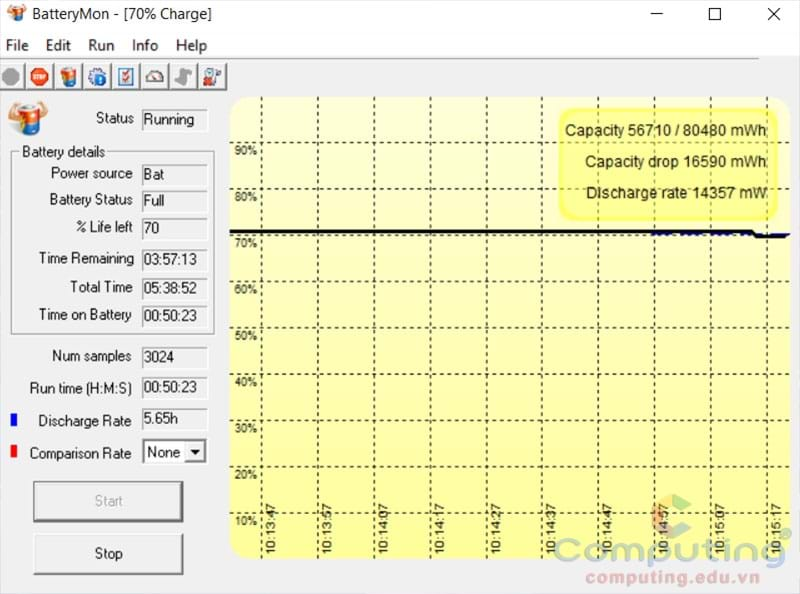 BatteryMon - [70% Charge]
File Edit Run Info Help
STOP
Status Running
Battery details
Power source Bat
Battery Status Full
% Life left 70
Time Remaining 03:57:13
Total Time 05:38:52
Time on Battery 00:50:23
Num samples 3024
Run time (H:M:S) 00:50:23
Discharge Rate 5.65h
Comparison Rate None
Start
Stop
Capacity 56710 / 80480 mWh
Capacity drop 16590 mWh
Discharge rate 14357 mW
90%
80%
70%
60%
50%
40%
30%
20%
10%
10:13:47 10:13:57 10:14:07 10:14:17 10:14:27 10:14:37 10:14:47 10:14:57 10:15:07 10:15:17
Computing®
computing.edu.vn